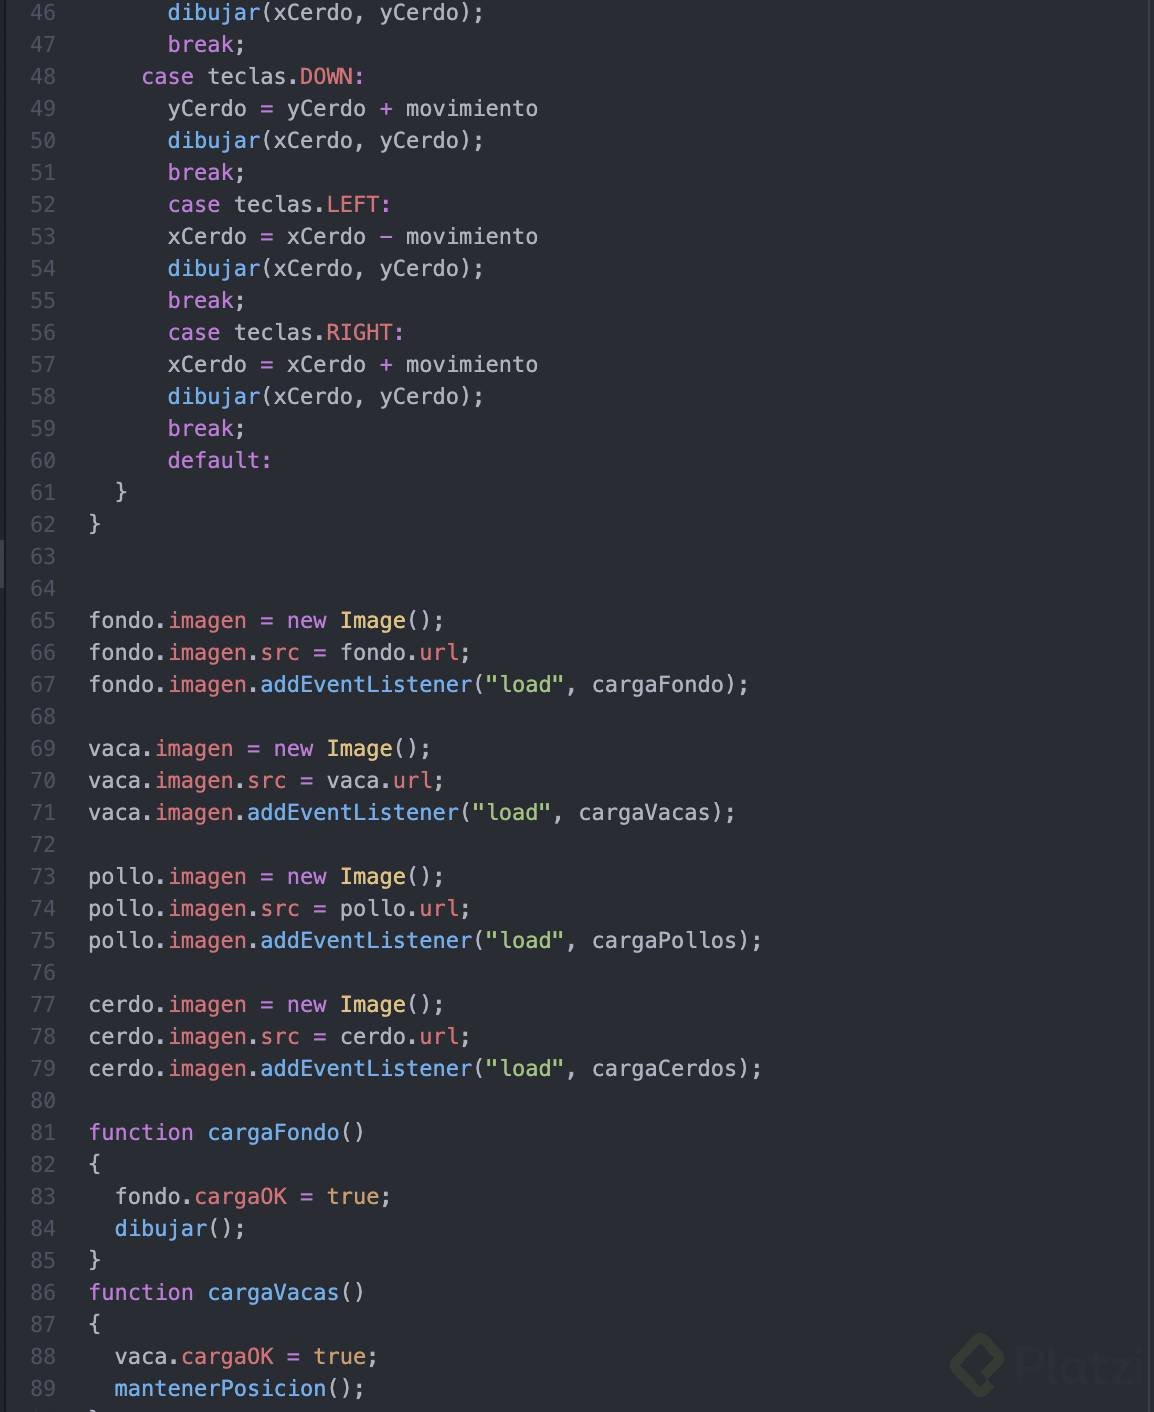 46 dibujar(xCerdo, yCerdo);
47 break;
48 case teclas.DOWN:
49 yCerdo = yCerdo + movimiento
50 dibujar(xCerdo, yCerdo);
51 break;
52 case teclas.LEFT:
53 xCerdo = xCerdo - movimiento
54 dibujar(xCerdo, yCerdo);
55 break;
56 case teclas.RIGHT:
57 xCerdo = xCerdo + movimiento
58 dibujar(xCerdo, yCerdo);
59 break;
60 default:
61 }
62 }
63
64
65 fondo.imagen = new Image();
66 fondo.imagen.src = fondo.url;
67 fondo.imagen.addEventListener("load", cargaFondo);
68
69 vaca.imagen = new Image();
70 vaca.imagen.src = vaca.url;
71 vaca.imagen.addEventListener("load", cargaVacas);
72
73 pollo.imagen = new Image();
74 pollo.imagen.src = pollo.url;
75 pollo.imagen.addEventListener("load", cargaPollos);
76
77 cerdo.imagen = new Image();
78 cerdo.imagen.src = cerdo.url;
79 cerdo.imagen.addEventListener("load", cargaCerdos);
80
81 function cargaFondo()
82 {
83 fondo.cargaOK = true;
84 dibujar();
85 }
86 function cargaVacas()
87 {
88 vaca.cargaOK = true;
89 mantenerPosicion();
Platzi